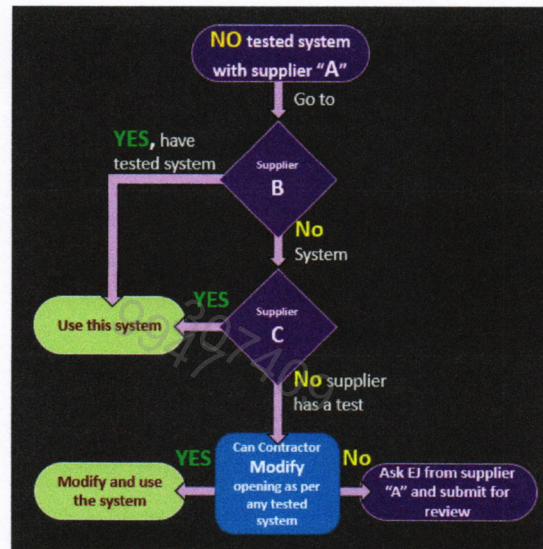 NO tested system
with supplier “A”
Go to
YES, have
tested system
Supplier
B
No
System
Supplier
C
YES
Use this system
No supplier
has a test
Can Contractor
Modify
opening as per
any tested
system
YES
Modify and use
the system
No
Ask EJ from supplier
“A” and submit for
review